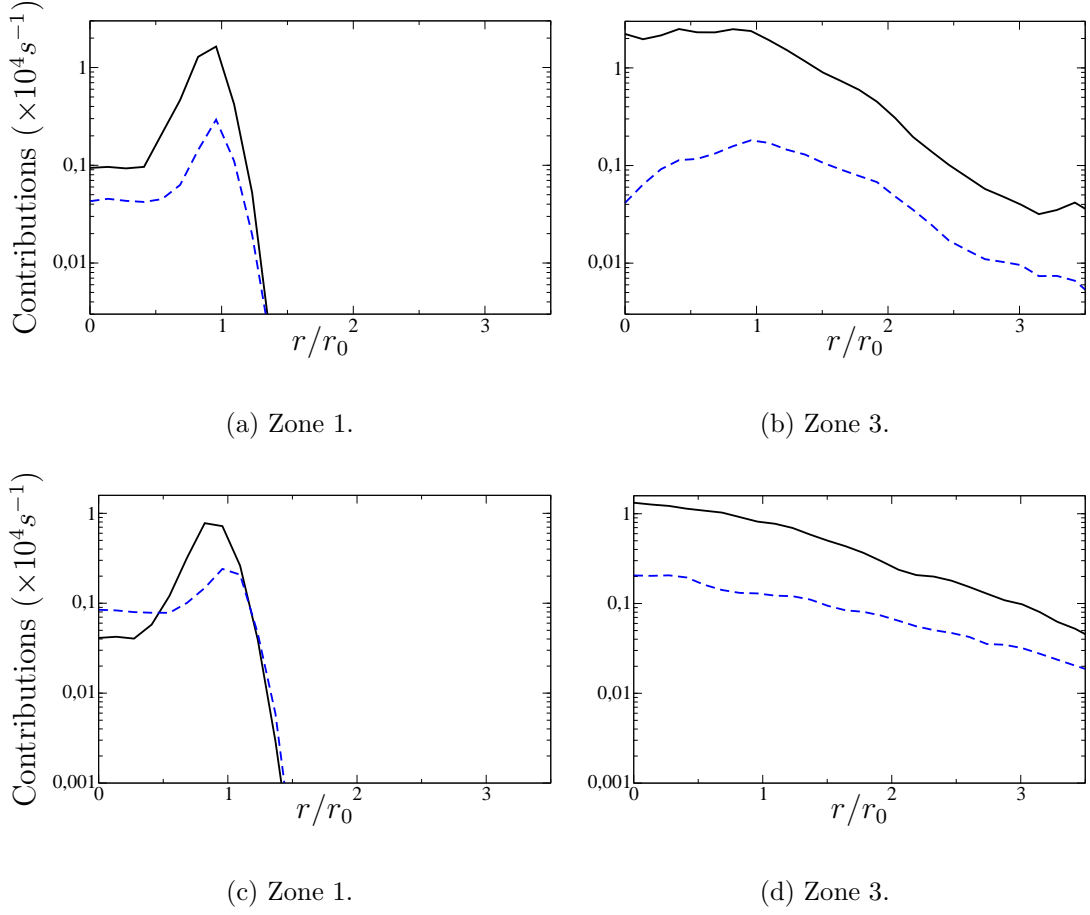 Contributions (×10⁴s⁻¹)
1
0.1
0,01
0 1 2 3
r/r₀
(a) Zone 1.
1
0.1
0,01
0 1 2 3
r/r₀
(b) Zone 3.
Contributions (×10⁴s⁻¹)
1
0.1
0,01
0,001
0 1 2 3
r/r₀
(c) Zone 1.
1
0.1
0,01
0,001
0 1 2 3
r/r₀
(d) Zone 3.